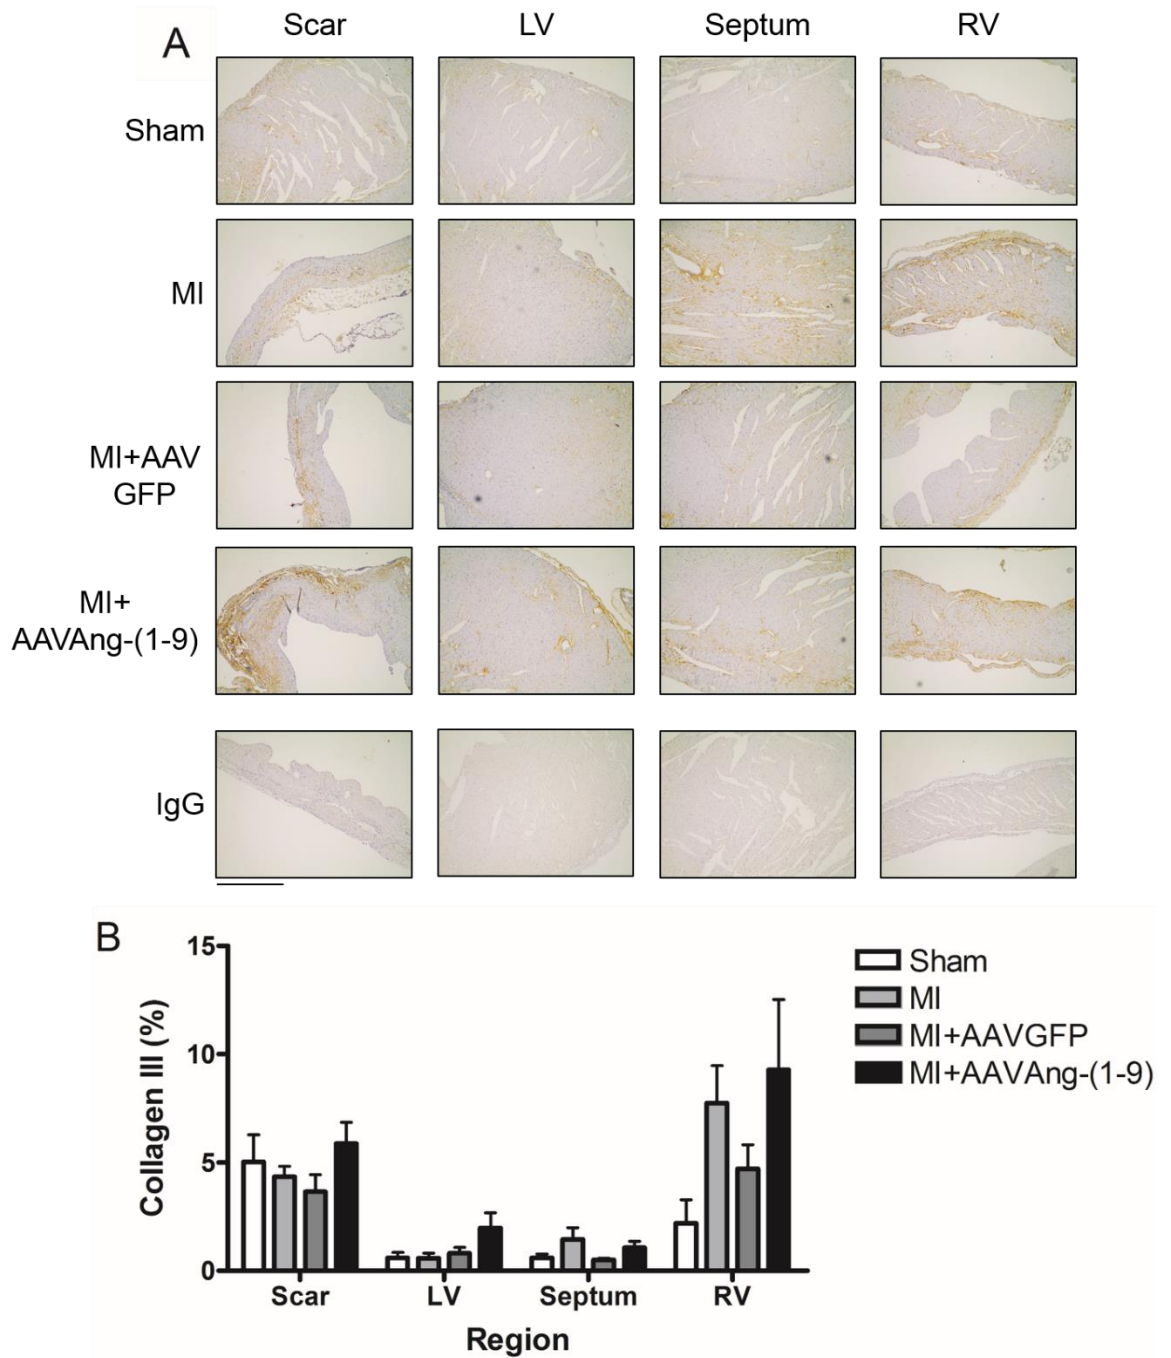 A
Scar LV Septum RV
Sham
MI
MI+AAV
GFP
MI+
AAVAng-(1-9)
IgG
B
15
10
5
0
Collagen III (%)
Scar LV Septum RV
Region
Sham
MI
MI+AAVGFP
MI+AAVAng-(1-9)